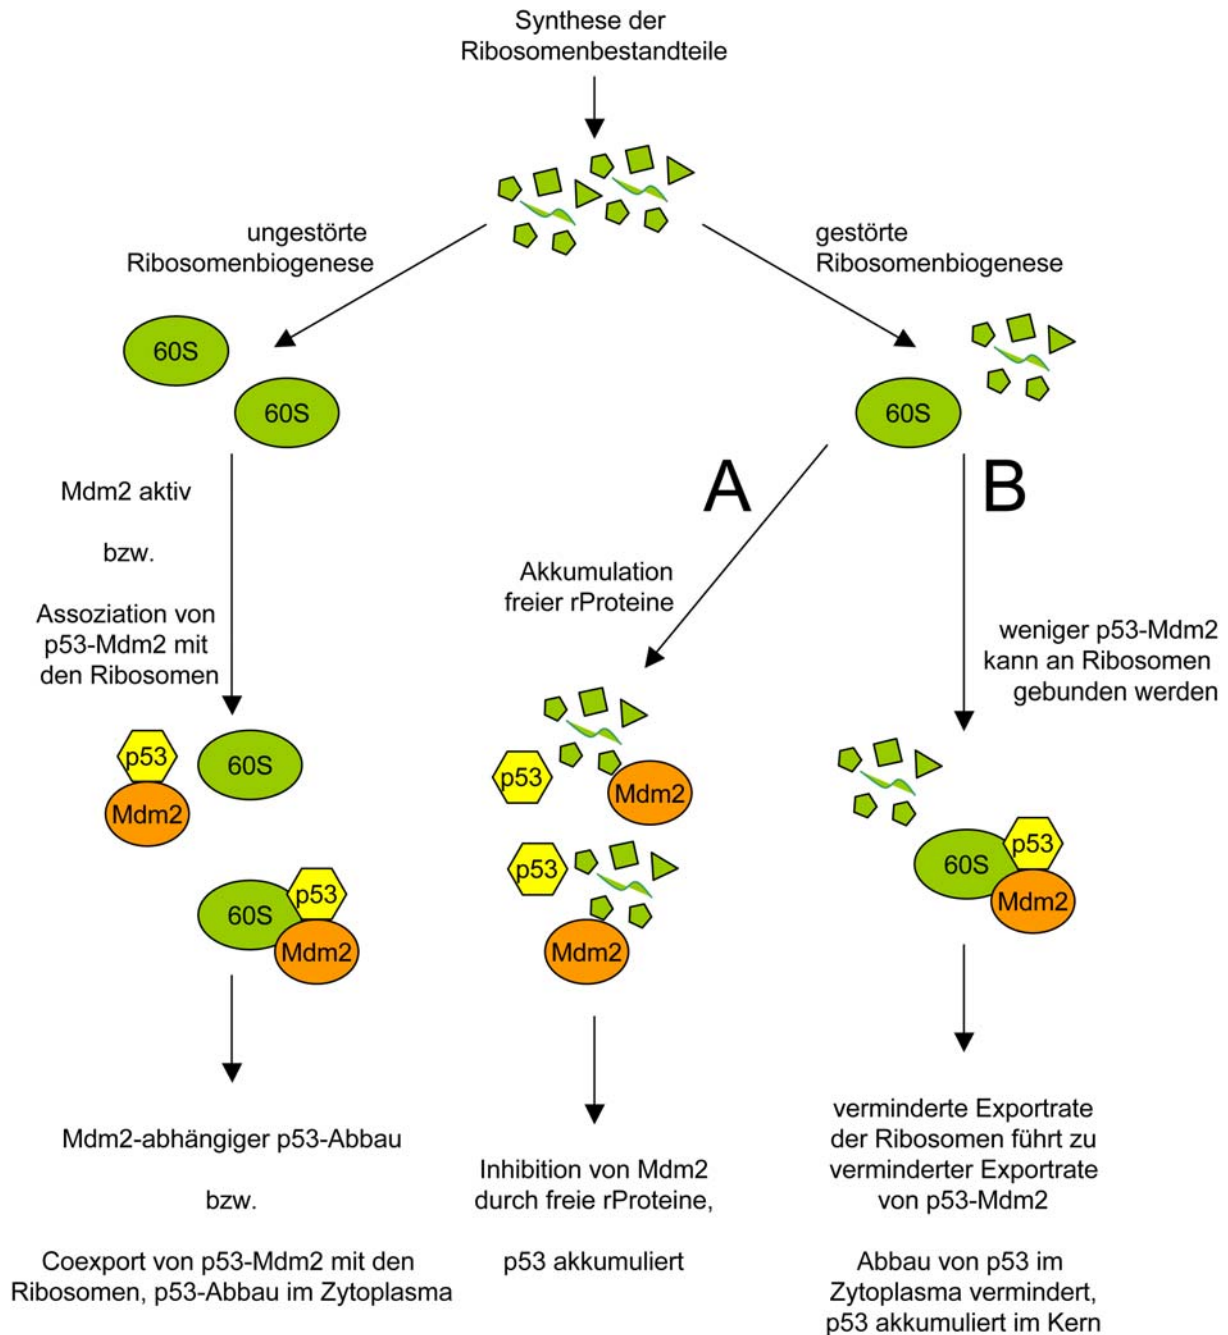 Synthese der
Ribosomenbestandteile
ungestörte
Ribosomenbiogenese
gestörte
Ribosomenbiogenese
60S
60S
60S
A
B
Mdm2 aktiv
bzw.
Assoziation von
p53-Mdm2 mit
den Ribosomen
Akkumulation
freier rProteine
weniger p53-Mdm2
kann an Ribosomen
gebunden werden
p53
Mdm2
60S
60S
p53
Mdm2
p53
Mdm2
p53
Mdm2
60S
p53
Mdm2
Mdm2-abhängiger p53-Abbau
bzw.
Coexport von p53-Mdm2 mit den
Ribosomen, p53-Abbau im Zytoplasma
Inhibition von Mdm2
durch freie rProteine,
p53 akkumuliert
verminderte Exportrate
der Ribosomen führt zu
verminderter Exportrate
von p53-Mdm2
Abbau von p53 im
Zytoplasma vermindert,
p53 akkumuliert im Kern